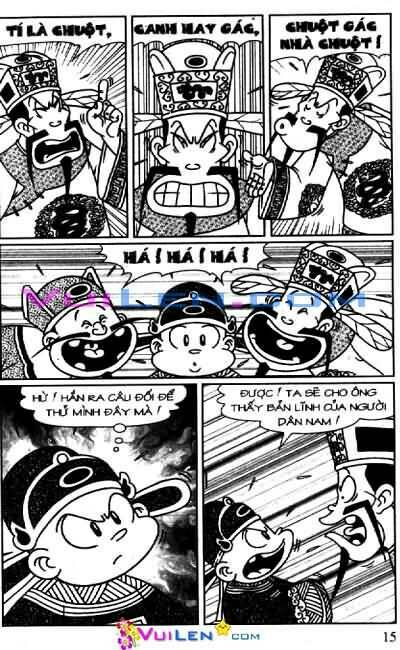 TÍ LÀ CHUỘT,
CANH HAY GÁC,
CHUỘT GÁC
NHÀ CHUỘT !
HÁ ! HÁ ! HÁ !
VUILEN.COM
HỪ ! HẮN RA CÂU ĐỐI ĐỂ
THỬ MÌNH ĐÂY MÀ !
ĐƯỢC ! TA SẼ CHO ÔNG
THẤY BẢN LĨNH CỦA NGƯỜI
DÂN NAM !
15
VUILEN.COM